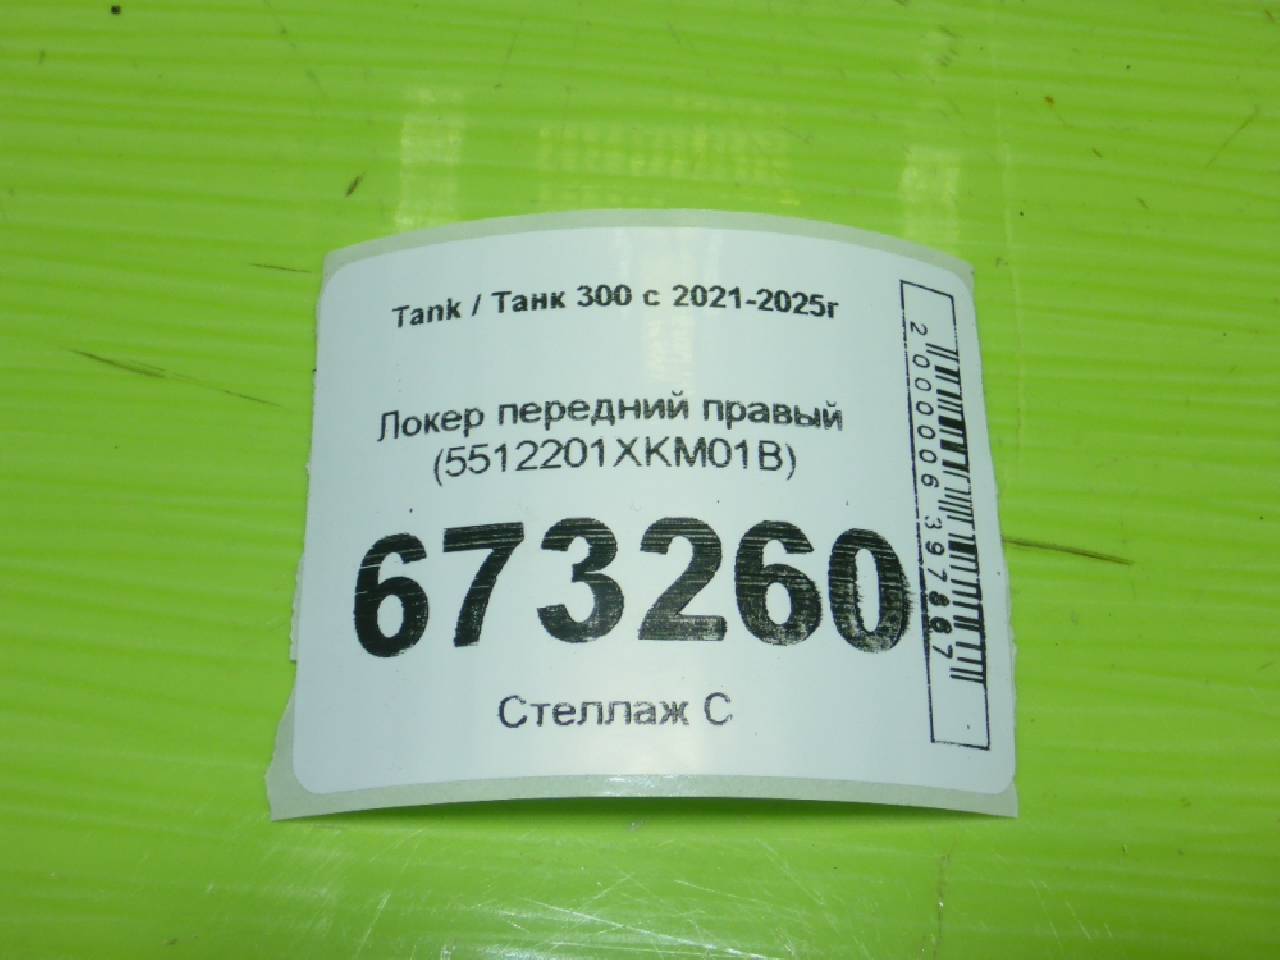 Tank / Танк 300 с 2021-2025г
Локер передний правый
(5512201XKM01B)
673260
Стеллаж С
2000006397867